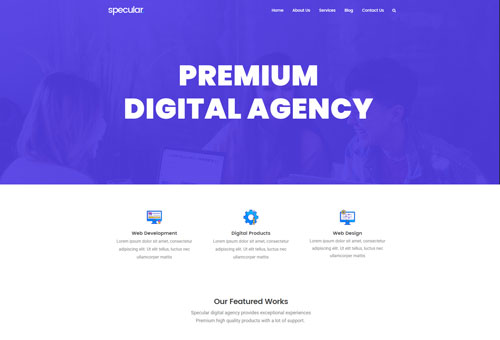 specular
Home About Us Services Blog Contact Us
PREMIUM
DIGITAL AGENCY
Web Development
Lorem ipsum dolor sit amet, consectetur
adipiscing elit. Ut elit tellus, luctus nec
ullamcorper mattis
Digital Products
Lorem ipsum dolor sit amet, consectetur
adipiscing elit. Ut elit tellus, luctus nec
ullamcorper mattis
Web Design
Lorem ipsum dolor sit amet, consectetur
adipiscing elit. Ut elit tellus, luctus nec
ullamcorper mattis
Our Featured Works
Specular digital agency provides exceptional experiences
Premium high quality products with a lot of support.